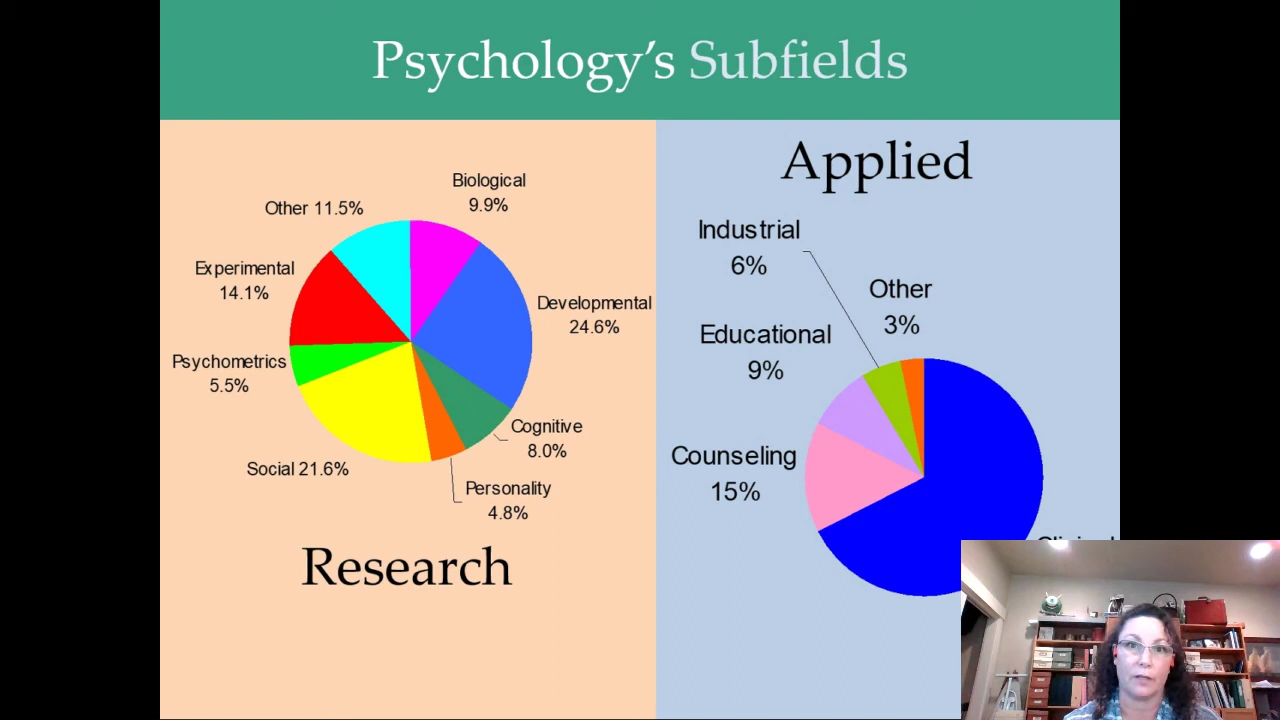 Psychology's Subfields
Biological
9.9%
Other 11.5%
Experimental
14.1%
Developmental
24.6%
Psychometrics
5.5%
Cognitive
8.0%
Social 21.6%
Personality
4.8%
Research
Applied
Industrial
6%
Other
3%
Educational
9%
Counseling
15%